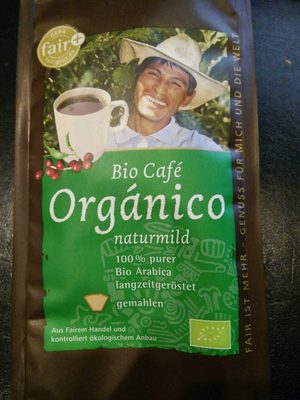 GEPA
fair+
Bio Café
Orgánico
naturmild
100% purer
Bio Arabica
langzeitgeröstet
gemahlen
Aus Fairem Handel und
kontrolliert ökologischem Anbau
FAIR IST MEHR - GENUSS FÜR MICH UND DIE WELT